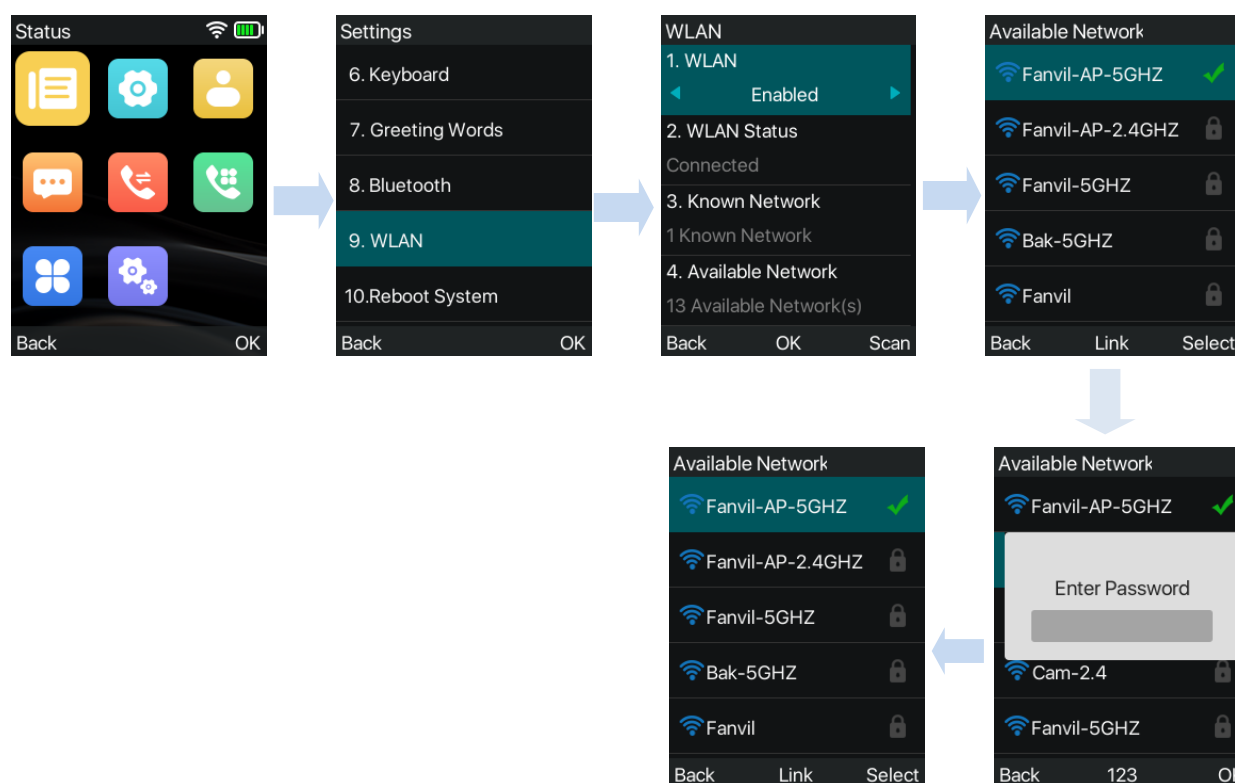 Status
Back OK
Settings
6. Keyboard
7. Greeting Words
8. Bluetooth
9. WLAN
10.Reboot System
Back OK
WLAN
1. WLAN
Enabled
2. WLAN Status
Connected
3. Known Network
1 Known Network
4. Available Network
13 Available Network(s)
Back OK Scan
Available Network
Fanvil-AP-5GHZ
Fanvil-AP-2.4GHZ
Fanvil-5GHZ
Bak-5GHZ
Fanvil
Back Link Select
Available Network
Fanvil-AP-5GHZ
Enter Password
Cam-2.4
Fanvil-5GHZ
Back 123
Available Network
Fanvil-AP-5GHZ
Fanvil-AP-2.4GHZ
Fanvil-5GHZ
Bak-5GHZ
Fanvil
Back Link Select